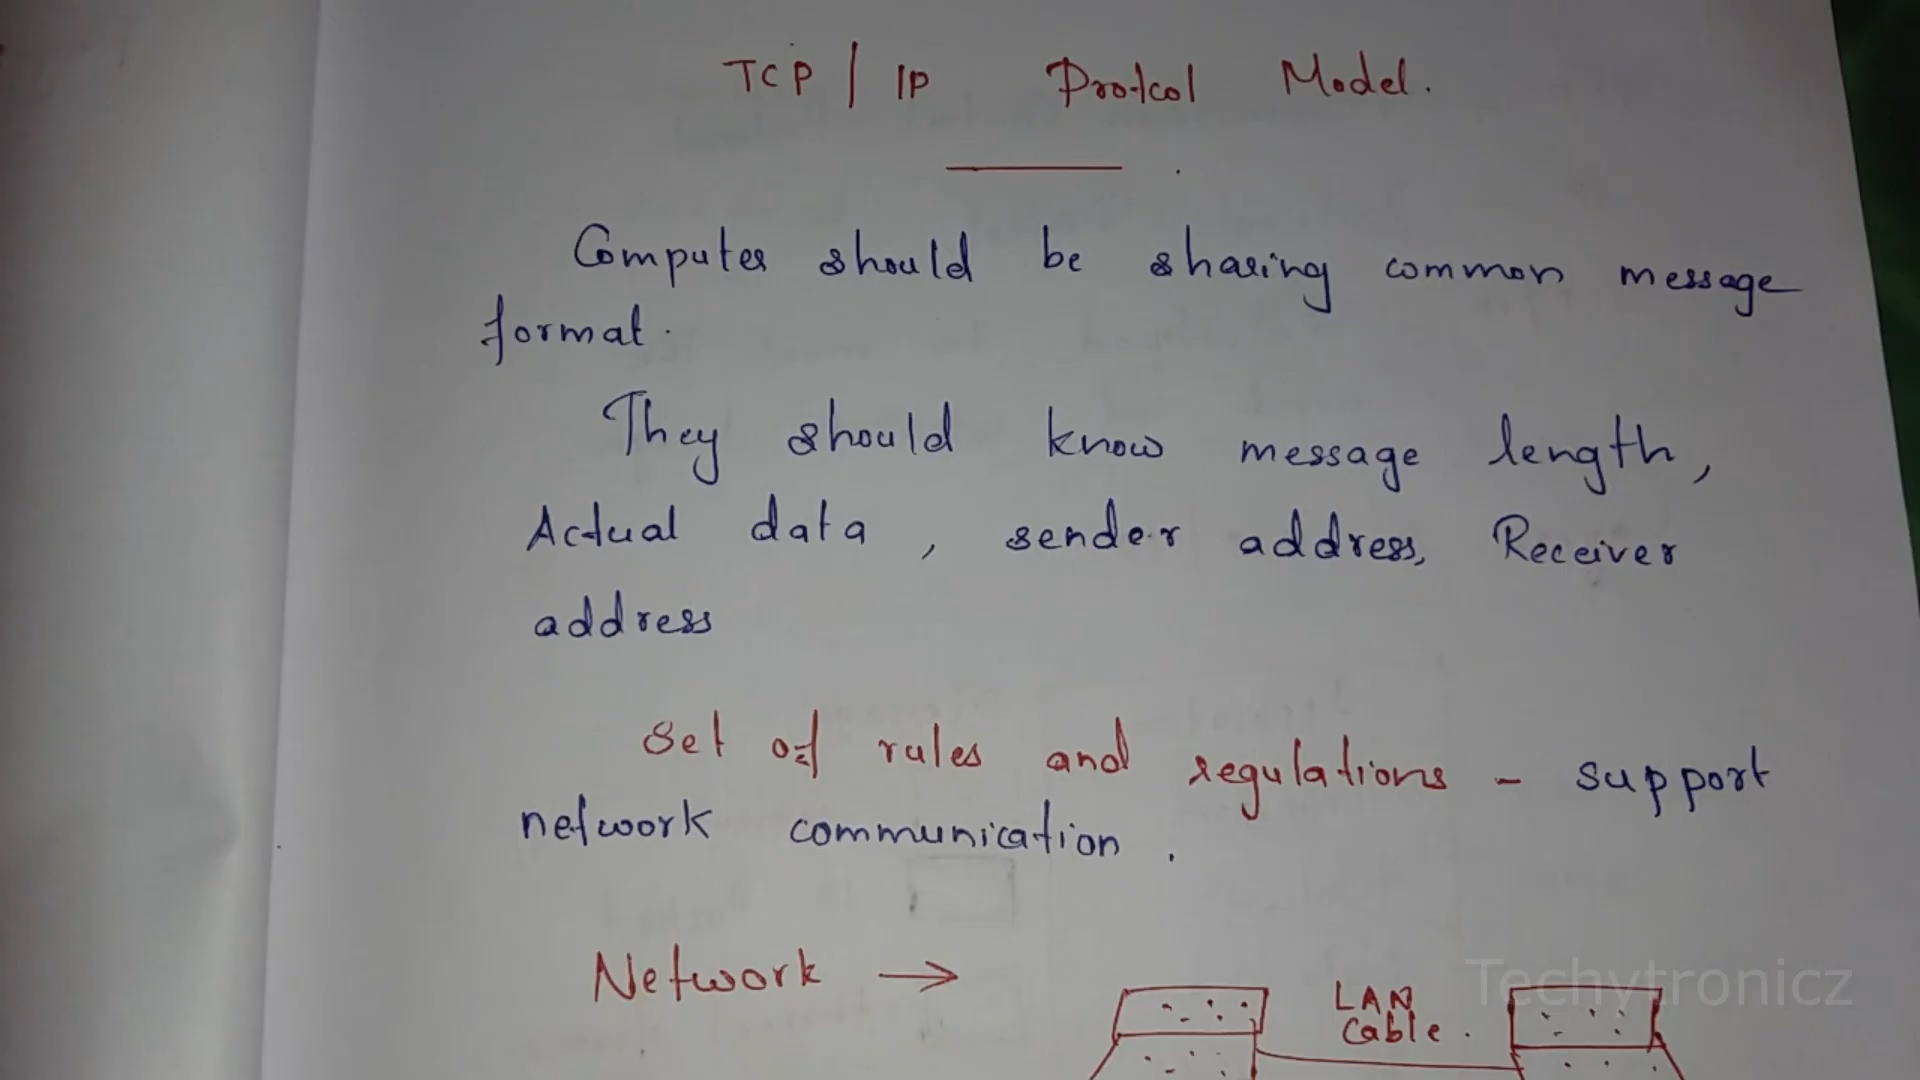 TCP / IP Protcol Model.
Computer should be sharing common message
format.
They should know message length,
Actual data, sender address, Receiver
address
Set of rules and regulations - support
network communication.
Network →
LAN
Cable.
Techytronicz